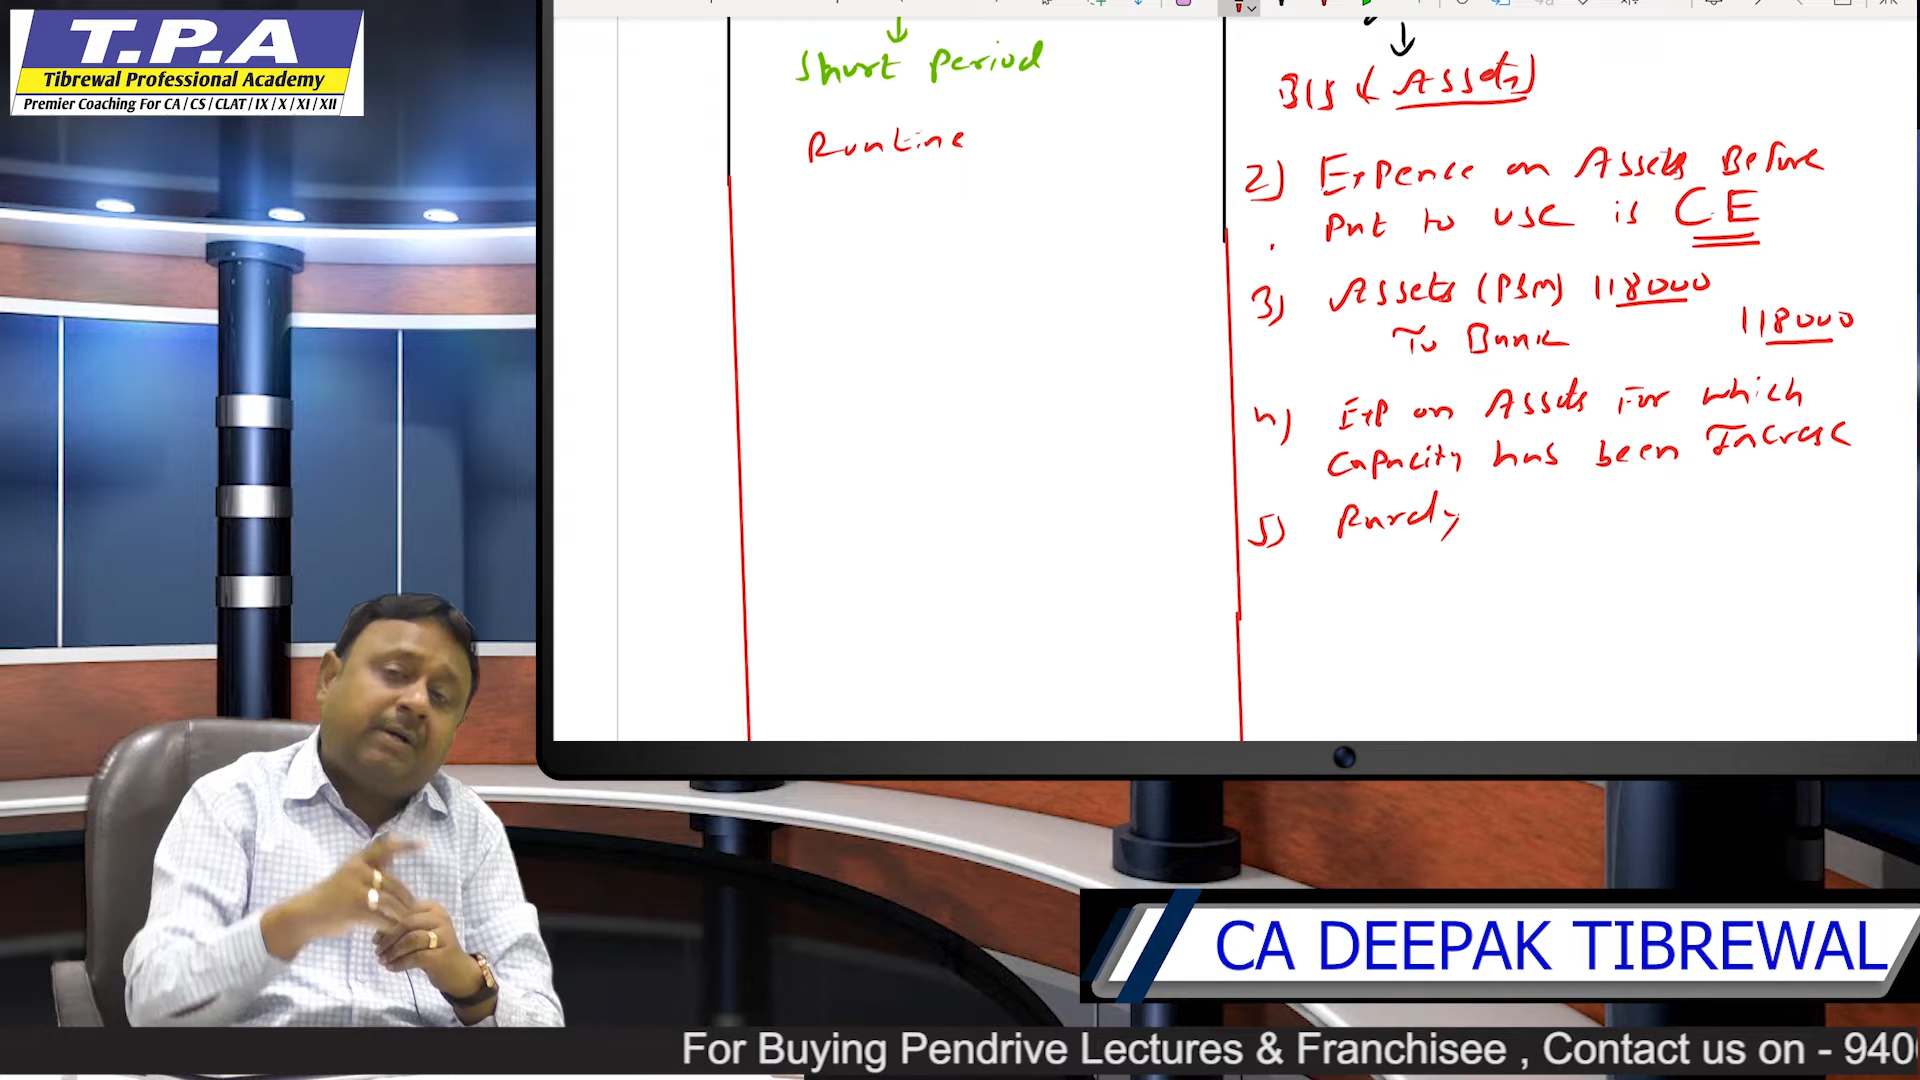 T.P.A
Tibrewal Professional Academy
Premier Coaching For CA / CS / CLAT / IX / X / XI / XII
Short Period
Runtine
B/S (Assets)
2) Expence on Assets Before
Put to use is CE
3) Assets (P&M) 118000
To Bank 118000
4) Exp on Assets For which
Capacity has been Increse
5) Rarely
CA DEEPAK TIBREWAL
For Buying Pendrive Lectures & Franchisee , Contact us on - 940